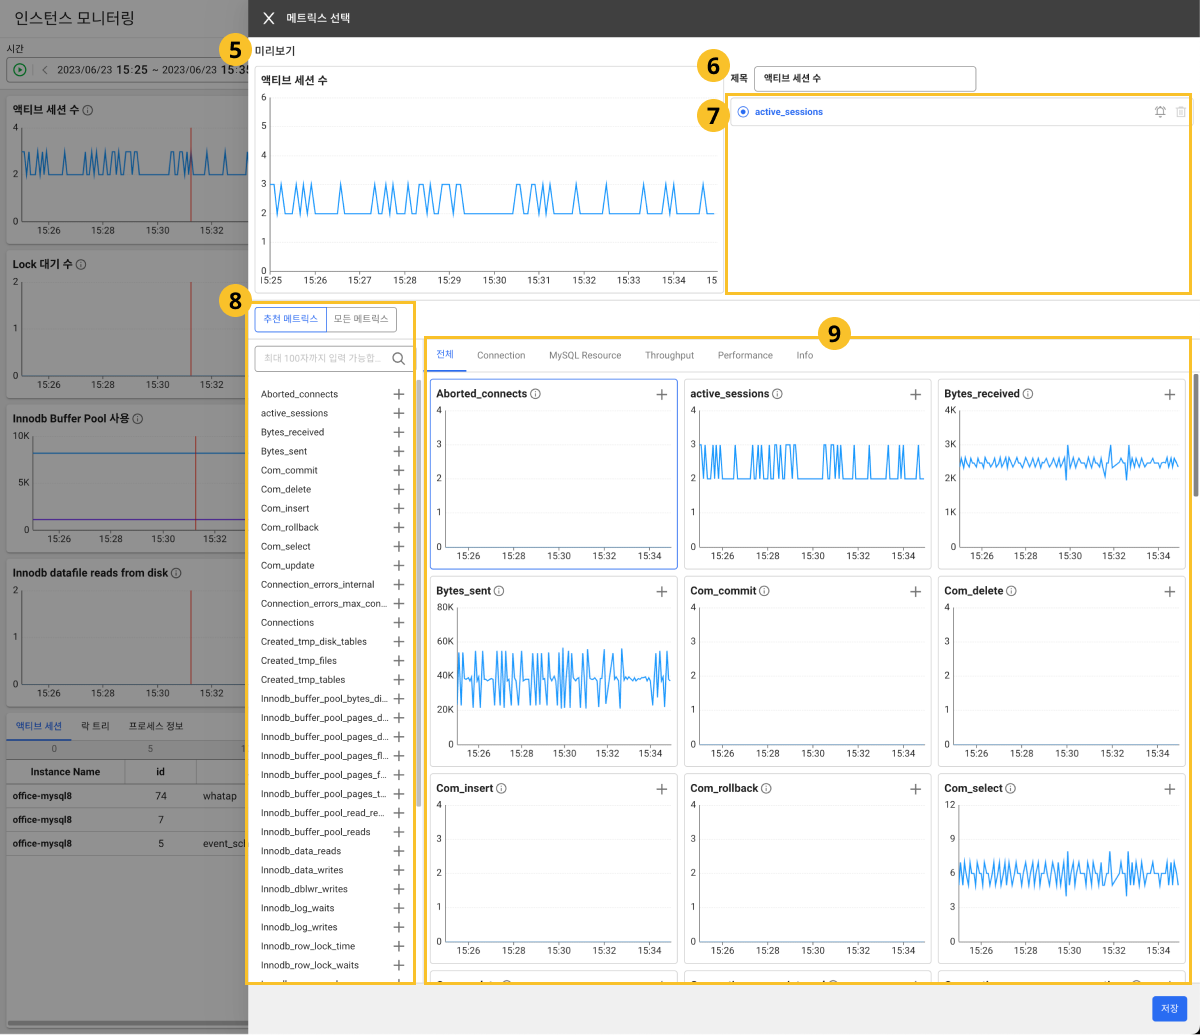 인스턴스 모니터링
시간
2023/06/23 15:25 ~ 2023/06/23 15:35
액티브 세션 수
4
2
0
15:26 15:28 15:30 15:32
Lock 대기 수
2
1
0
15:26 15:28 15:30 15:32
Innodb Buffer Pool 사용
10K
5K
0
15:26 15:28 15:30 15:32
Innodb datafile reads from disk
2
1
0
15:26 15:28 15:30 15:32
액티브 세션 락 트리 프로세스 정보
0 5 1
Instance Name id
office-mysql8 74 whatap
office-mysql8 7
office-mysql8 5 event_scl
메트릭스 선택
5
미리보기
액티브 세션 수
6
5
4
3
2
1
0
15:25 15:26 15:27 15:28 15:29 15:30 15:31 15:32 15:33 15:34 15
6
제목 액티브 세션 수
7
active_sessions
8
추천 메트릭스 모든 메트릭스
최대 100자까지 입력 가능합...
Aborted_connects
active_sessions
Bytes_received
Bytes_sent
Com_commit
Com_delete
Com_insert
Com_rollback
Com_select
Com_update
Connection_errors_internal
Connection_errors_max_con...
Connections
Created_tmp_disk_tables
Created_tmp_files
Created_tmp_tables
Innodb_buffer_pool_bytes_di...
Innodb_buffer_pool_pages_d...
Innodb_buffer_pool_pages_d...
Innodb_buffer_pool_pages_fl...
Innodb_buffer_pool_pages_f...
Innodb_buffer_pool_pages_t...
Innodb_buffer_pool_read_re...
Innodb_buffer_pool_reads
Innodb_data_reads
Innodb_data_writes
Innodb_dblwr_writes
Innodb_log_waits
Innodb_log_writes
Innodb_row_lock_time
Innodb_row_lock_waits
9
전체 Connection MySQL Resource Throughput Performance Info
Aborted_connects
4
3
2
1
0
15:26 15:28 15:30 15:32 15:34
active_sessions
4
3
2
1
0
15:26 15:28 15:30 15:32 15:34
Bytes_received
4K
3K
2K
1K
0
15:26 15:28 15:30 15:32 15:34
Bytes_sent
80K
60K
40K
20K
0
15:26 15:28 15:30 15:32 15:34
Com_commit
4
3
2
1
0
15:26 15:28 15:30 15:32 15:34
Com_delete
4
3
2
1
0
15:26 15:28 15:30 15:32 15:34
Com_insert
4
3
2
1
0
15:26 15:28 15:30 15:32 15:34
Com_rollback
4
3
2
1
0
15:26 15:28 15:30 15:32 15:34
Com_select
12
9
6
3
0
15:26 15:28 15:30 15:32 15:34
저장